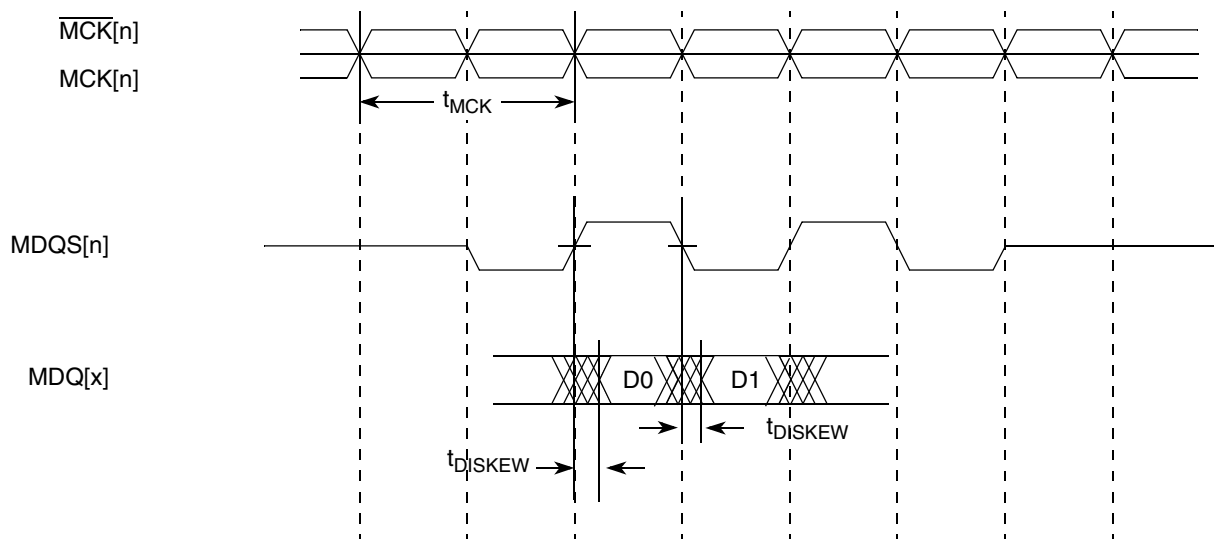 MCK[n]
MCK[n]
tMCK
MDQS[n]
MDQ[x]
D0
D1
tDISKEW
tDISKEW